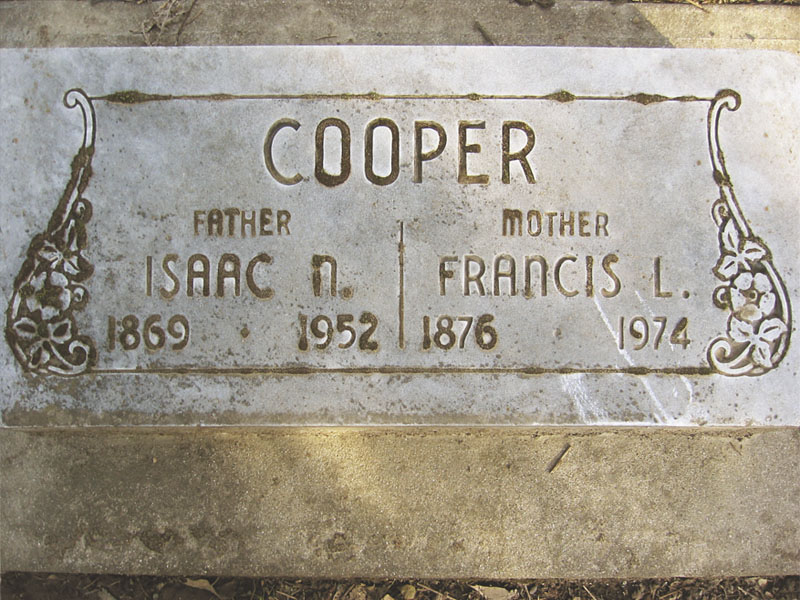 COOPER
FATHER MOTHER
ISAAC N. FRANCIS L.
1869 · 1952 1876 · 1974